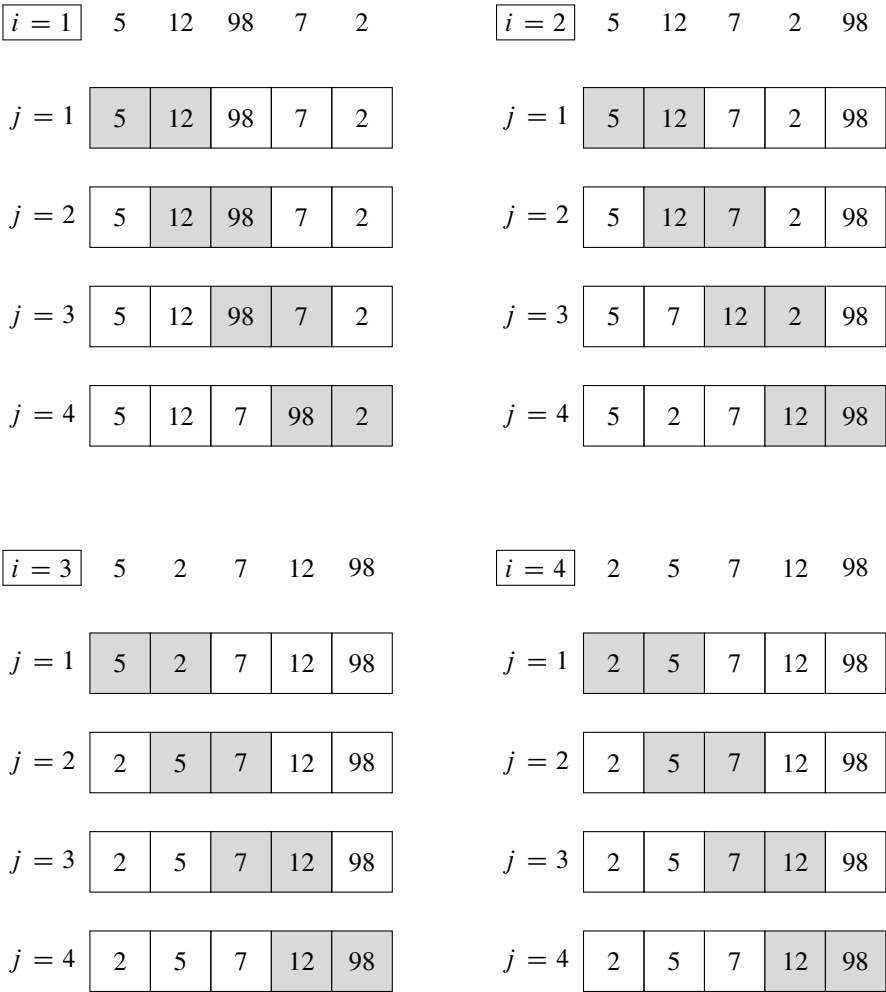 i = 1 5 12 98 7 2
j = 1 5 12 98 7 2
j = 2 5 12 98 7 2
j = 3 5 12 98 7 2
j = 4 5 12 7 98 2
i = 2 5 12 7 2 98
j = 1 5 12 7 2 98
j = 2 5 12 7 2 98
j = 3 5 7 12 2 98
j = 4 5 2 7 12 98
i = 3 5 2 7 12 98
j = 1 5 2 7 12 98
j = 2 2 5 7 12 98
j = 3 2 5 7 12 98
j = 4 2 5 7 12 98
i = 4 2 5 7 12 98
j = 1 2 5 7 12 98
j = 2 2 5 7 12 98
j = 3 2 5 7 12 98
j = 4 2 5 7 12 98